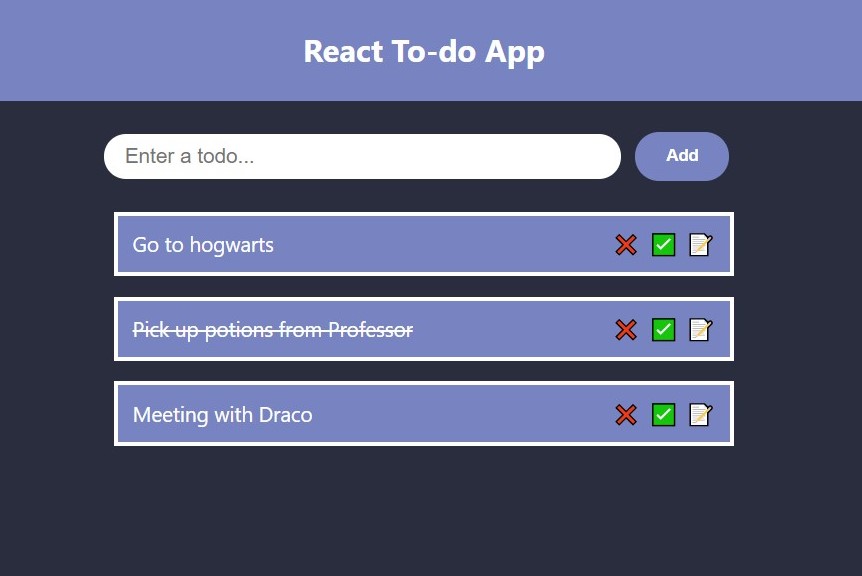 React To-do App
Enter a todo...
Add
Go to hogwarts
Pick up potions from Professor
Meeting with Draco